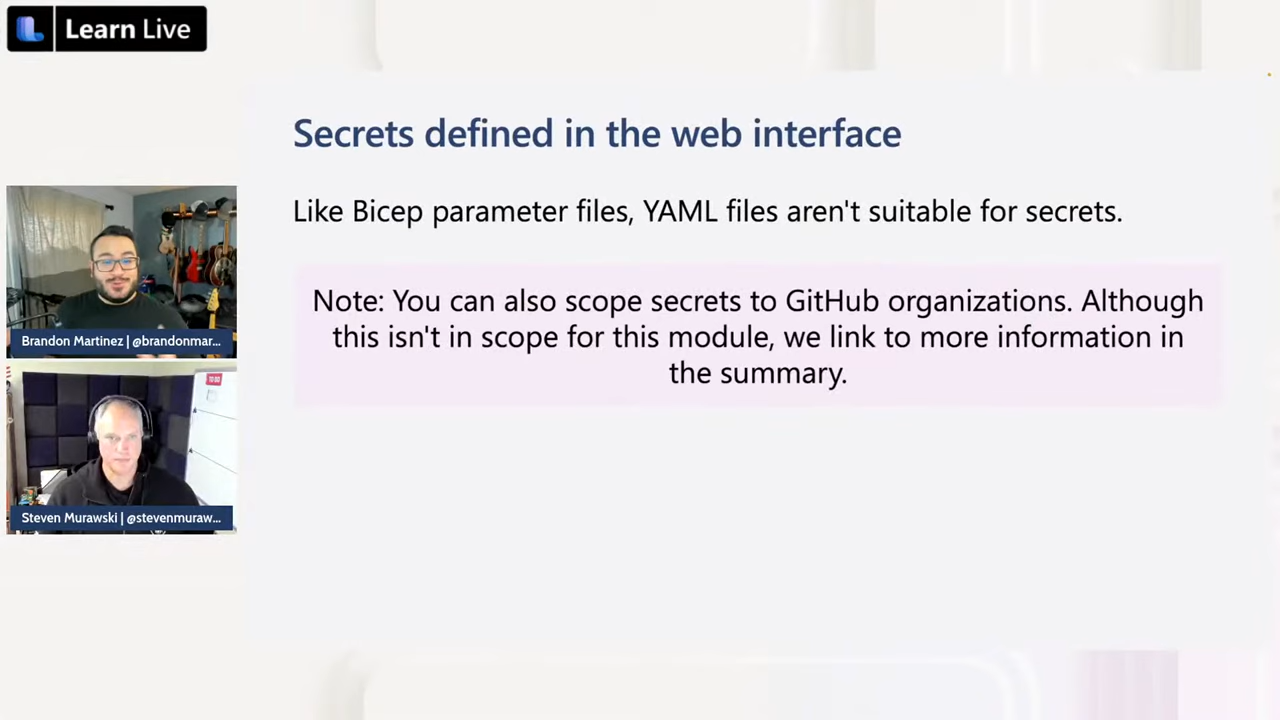 Learn Live
Secrets defined in the web interface
Like Bicep parameter files, YAML files aren't suitable for secrets.
Note: You can also scope secrets to GitHub organizations. Although
this isn't in scope for this module, we link to more information in
the summary.
Brandon Martinez | @brandonmar...
TO DO
Steven Murawski | @stevenmuraw...